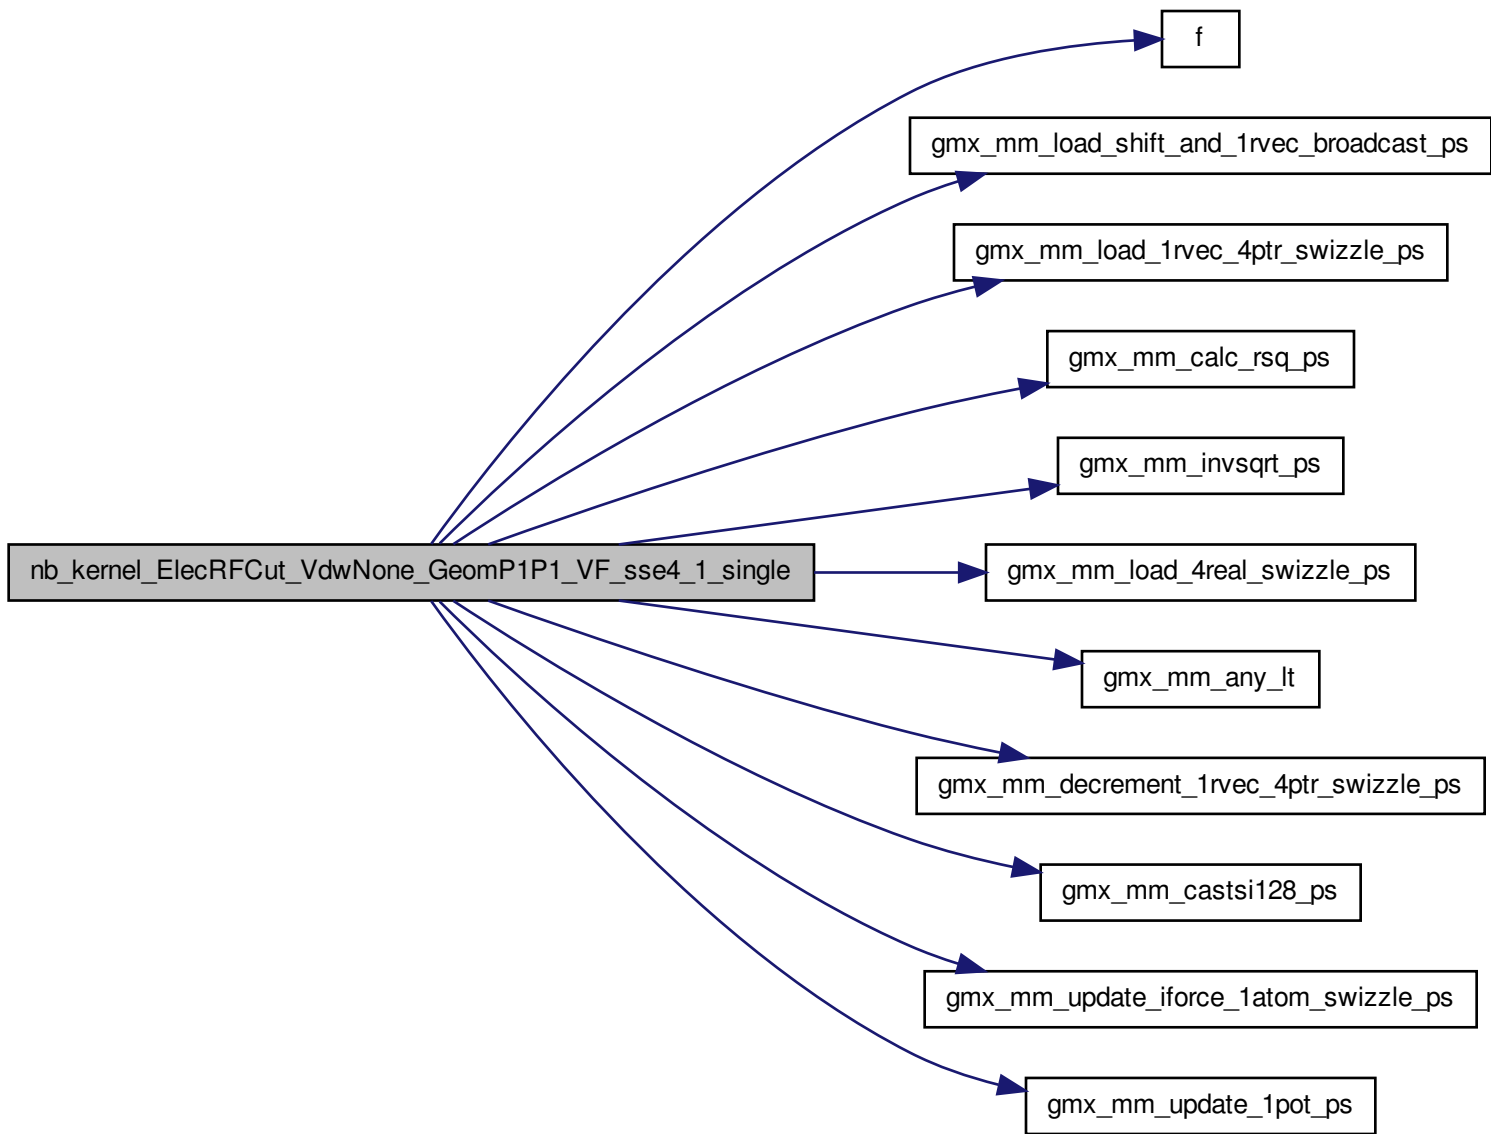 f
gmx_mm_load_shift_and_1rvec_broadcast_ps
gmx_mm_load_1rvec_4ptr_swizzle_ps
gmx_mm_calc_rsq_ps
gmx_mm_invsqrt_ps
nb_kernel_ElecRFCut_VdwNone_GeomP1P1_VF_sse4_1_single
gmx_mm_load_4real_swizzle_ps
gmx_mm_any_lt
gmx_mm_decrement_1rvec_4ptr_swizzle_ps
gmx_mm_castsi128_ps
gmx_mm_update_iforce_1atom_swizzle_ps
gmx_mm_update_1pot_ps